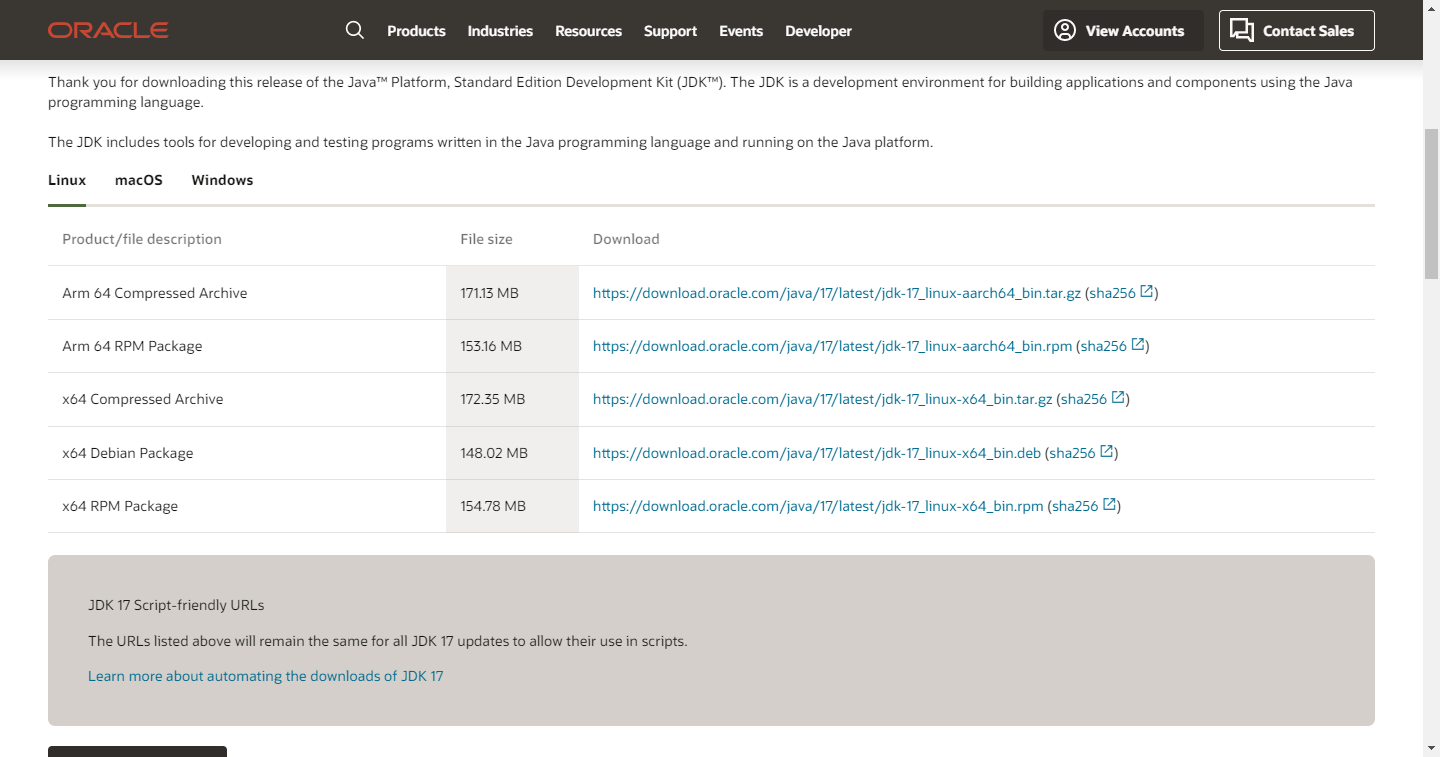 ORACLE
Products Industries Resources Support Events Developer
View Accounts
Contact Sales
Thank you for downloading this release of the Java™ Platform, Standard Edition Development Kit (JDK™). The JDK is a development environment for building applications and components using the Java
programming language.
The JDK includes tools for developing and testing programs written in the Java programming language and running on the Java platform.
Linux macOS Windows
Product/file description File size Download
Arm 64 Compressed Archive 171.13 MB https://download.oracle.com/java/17/latest/jdk-17_linux-aarch64_bin.tar.gz (sha256)
Arm 64 RPM Package 153.16 MB https://download.oracle.com/java/17/latest/jdk-17_linux-aarch64_bin.rpm (sha256)
x64 Compressed Archive 172.35 MB https://download.oracle.com/java/17/latest/jdk-17_linux-x64_bin.tar.gz (sha256)
x64 Debian Package 148.02 MB https://download.oracle.com/java/17/latest/jdk-17_linux-x64_bin.deb (sha256)
x64 RPM Package 154.78 MB https://download.oracle.com/java/17/latest/jdk-17_linux-x64_bin.rpm (sha256)
JDK 17 Script-friendly URLs
The URLs listed above will remain the same for all JDK 17 updates to allow their use in scripts.
Learn more about automating the downloads of JDK 17